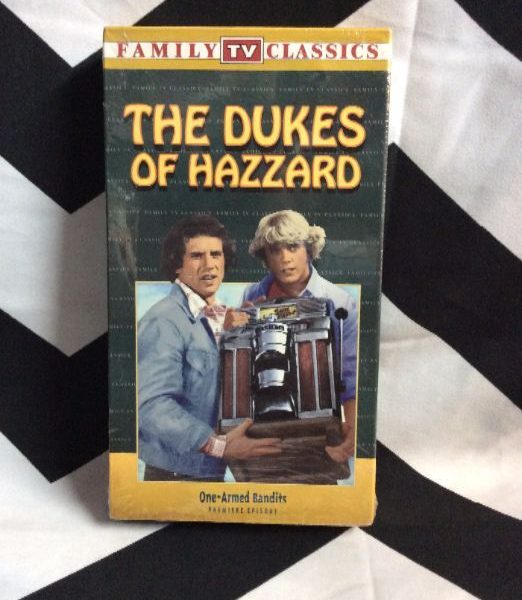 FAMILY TV CLASSICS
THE DUKES
OF HAZZARD
One-Armed Bandits
PREMIERE EPISODE